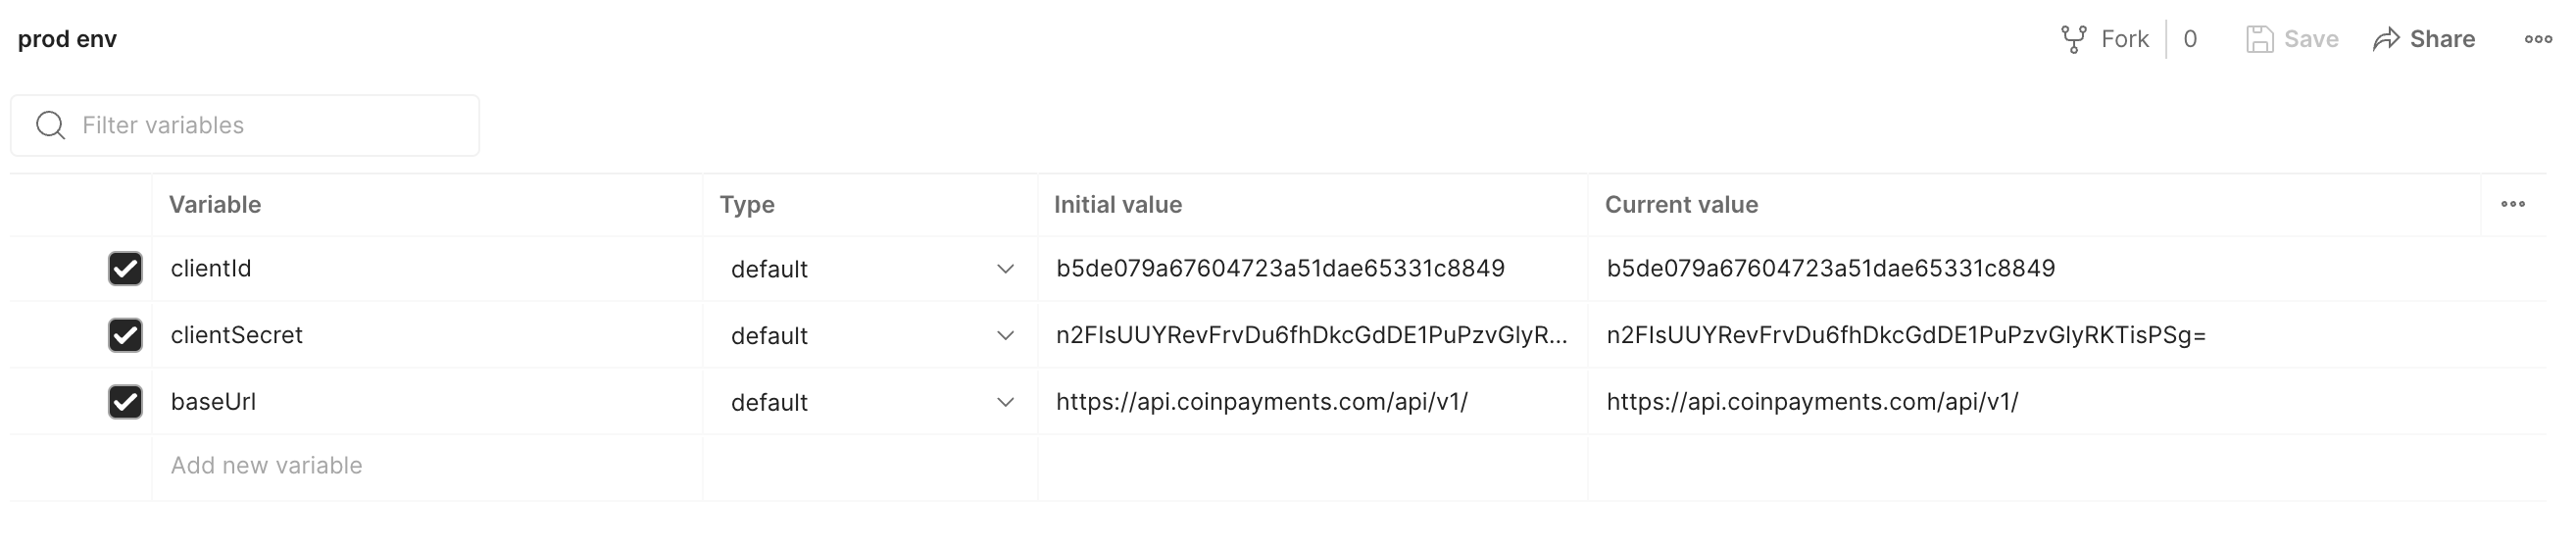 prod env
Fork 0 Save Share
Filter variables
Variable Type Initial value Current value
clientId default b5de079a67604723a51dae65331c8849 b5de079a67604723a51dae65331c8849
clientSecret default n2FIsUUYRevFrvDu6fhDkcGdDE1PuPzvGlyR... n2FIsUUYRevFrvDu6fhDkcGdDE1PuPzvGlyRKTisPSg=
baseUrl default https://api.coinpayments.com/api/v1/ https://api.coinpayments.com/api/v1/
Add new variable